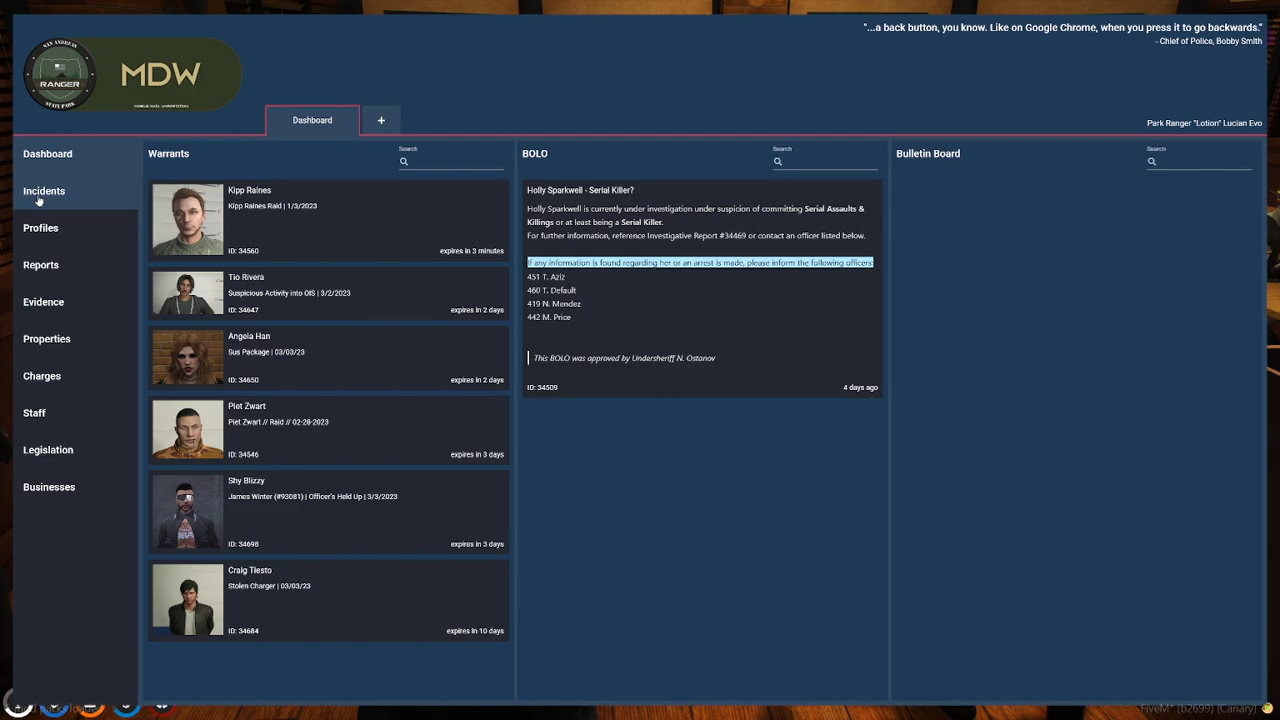 "...a back button, you know. Like on Google Chrome, when you press it to go backwards."
- Chief of Police, Bobby Smith
SAN ANDREAS
RANGER
STATE PARK
MDW
MOBILE DATA WORKSTATION
Dashboard
+
Park Ranger "Lotion" Lucian Evo
Dashboard
Incidents
Profiles
Reports
Evidence
Properties
Charges
Staff
Legislation
Businesses
Warrants
Search
Kipp Raines
Kipp Raines Raid | 1/3/2023
ID: 34560
expires in 3 minutes
Tio Rivera
Suspicious Activity into OIS | 3/2/2023
ID: 34647
expires in 2 days
Angela Han
Sus Package | 03/03/23
ID: 34650
expires in 2 days
Piet Zwart
Piet Zwart // Raid // 02-28-2023
ID: 34546
expires in 3 days
Shy Blizzy
James Winter (#93081) | Officer's Held Up | 3/3/2023
ID: 34698
expires in 3 days
Craig Tiesto
Stolen Charger | 03/03/23
ID: 34684
expires in 10 days
BOLO
Search
Holly Sparkwell - Serial Killer?
Holly Sparkwell is currently under investigation under suspicion of committing Serial Assaults &
Killings or at least being a Serial Killer.
For further information, reference Investigative Report #34469 or contact an officer listed below.
If any information is found regarding her or an arrest is made, please inform the following officers:
451 T. Aziz
460 T. Default
419 N. Mendez
442 M. Price
This BOLO was approved by Undersheriff N. Ostanov
ID: 34509
4 days ago
Bulletin Board
Search
FiveM* (b2699) (Canary)